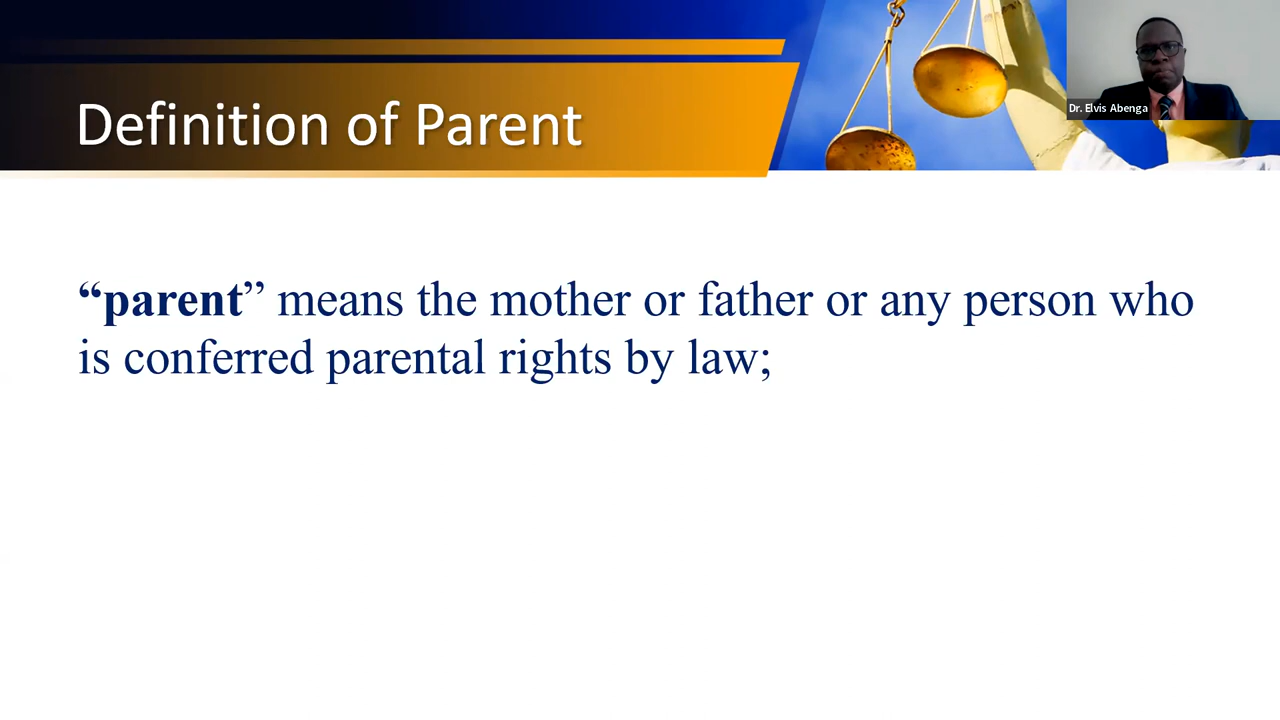 Definition of Parent
Dr. Elvis Abenga
“parent” means the mother or father or any person who
is conferred parental rights by law;